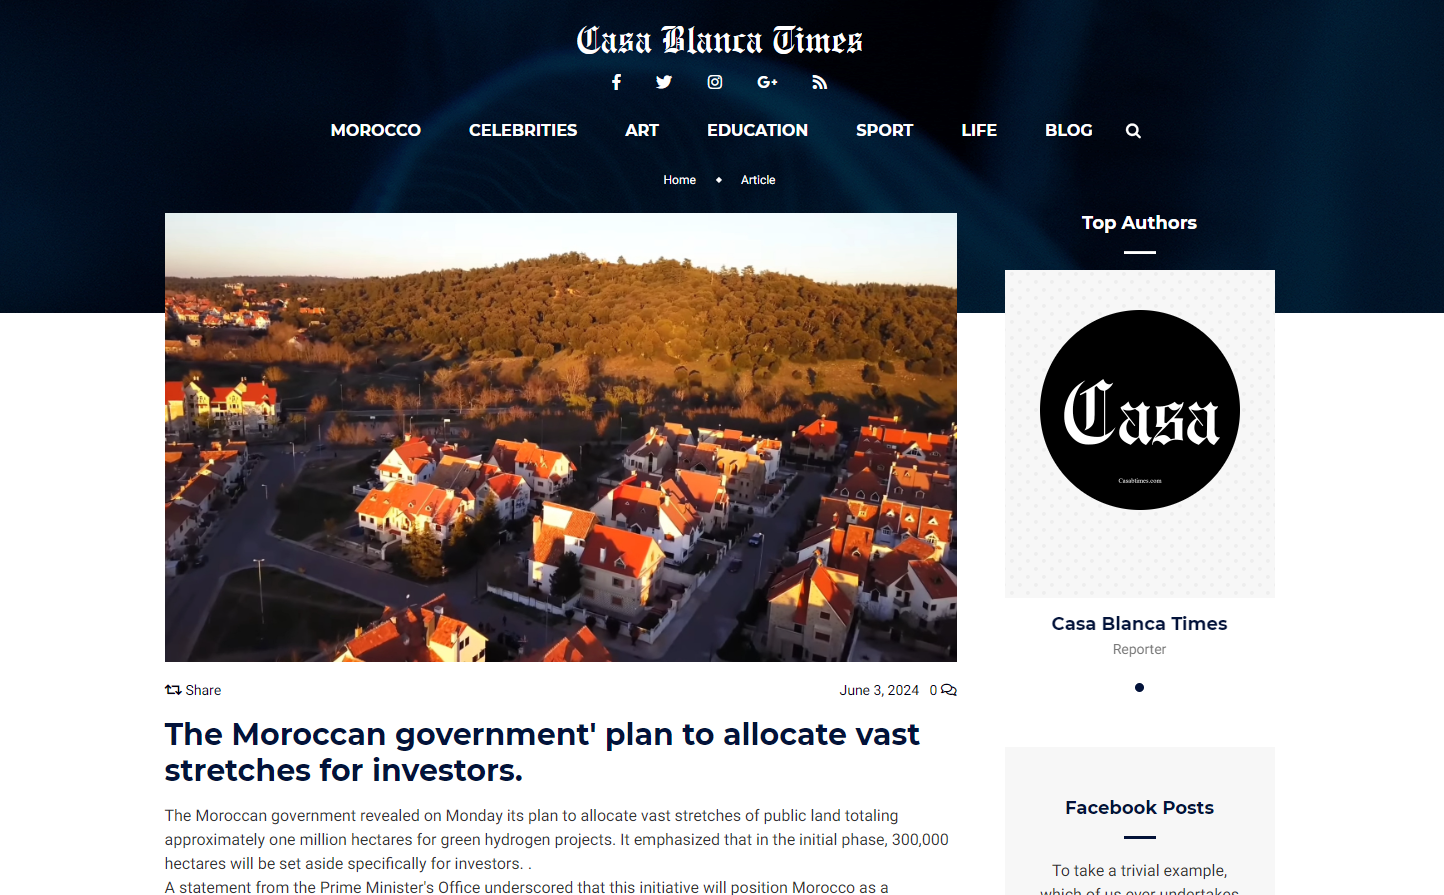 Casa Blanca Times
MOROCCO CELEBRITIES ART EDUCATION SPORT LIFE BLOG
Home Article
Top Authors
Casa
Casabtimes.com
Casa Blanca Times
Reporter
Share June 3, 2024 0
The Moroccan government' plan to allocate vast
stretches for investors.
The Moroccan government revealed on Monday its plan to allocate vast stretches of public land totaling
approximately one million hectares for green hydrogen projects. It emphasized that in the initial phase, 300,000
hectares will be set aside specifically for investors. .
A statement from the Prime Minister's Office underscored that this initiative will position Morocco as a
Facebook Posts
To take a trivial example,
which of us ever undertakes